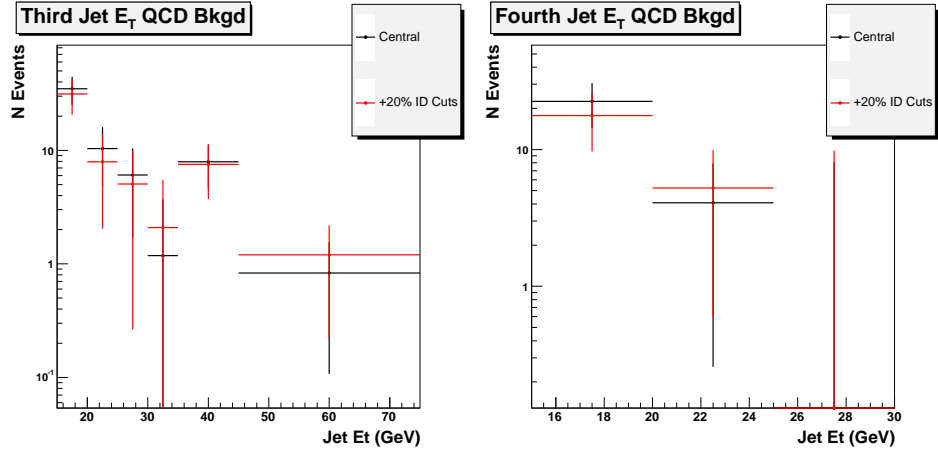 Third Jet E_T QCD Bkgd
N Events
Central
+20% ID Cuts
10
1
10^-1
20 30 40 50 60 70
Jet Et (GeV)
Fourth Jet E_T QCD Bkgd
N Events
Central
+20% ID Cuts
10
1
16 18 20 22 24 26 28 30
Jet Et (GeV)